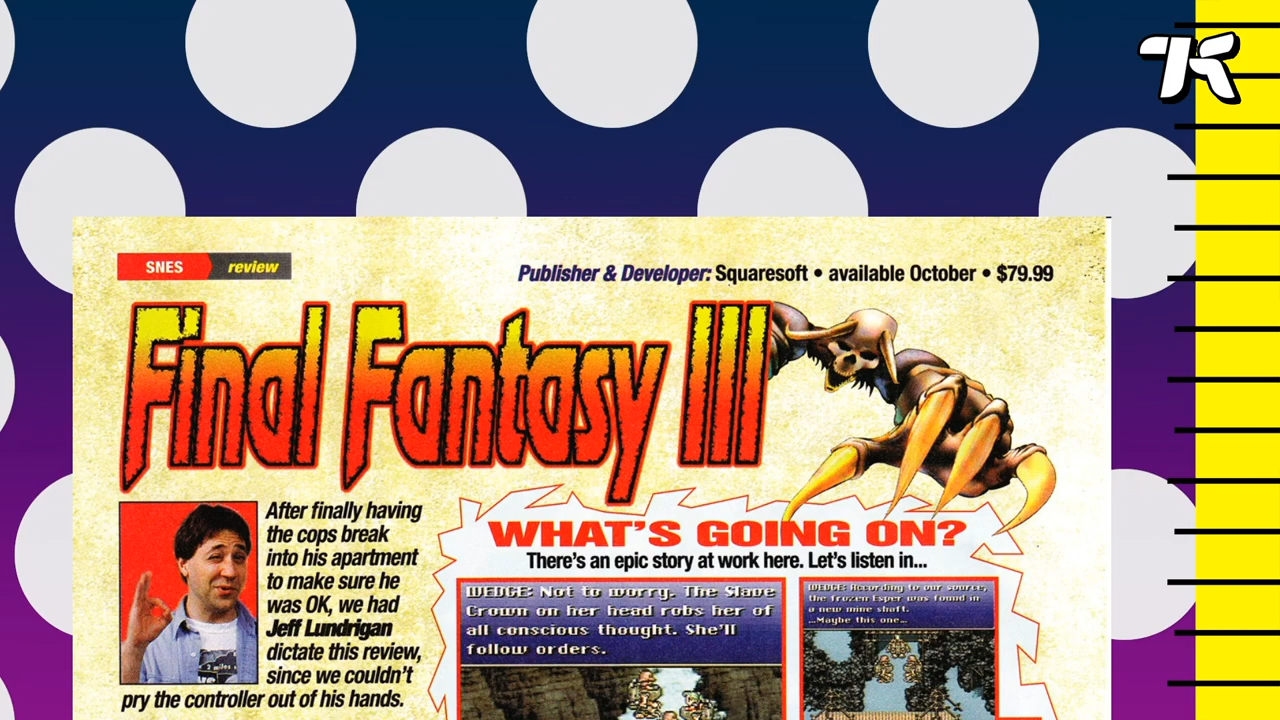 SNES review
Publisher & Developer: Squaresoft • available October • $79.99
Final Fantasy III
After finally having
the cops break
into his apartment
to make sure he
was OK, we had
Jeff Lundrigan
dictate this review,
since we couldn't
pry the controller out of his hands.
WHAT'S GOING ON?
There's an epic story at work here. Let's listen in...
WEDGE: Not to worry. The Slave
Crown on her head robs her of
all conscious thought. She'll
follow orders.
WEDGE: According to our source,
the frozen Esper was found in
a new mine shaft.
...Maybe this one...